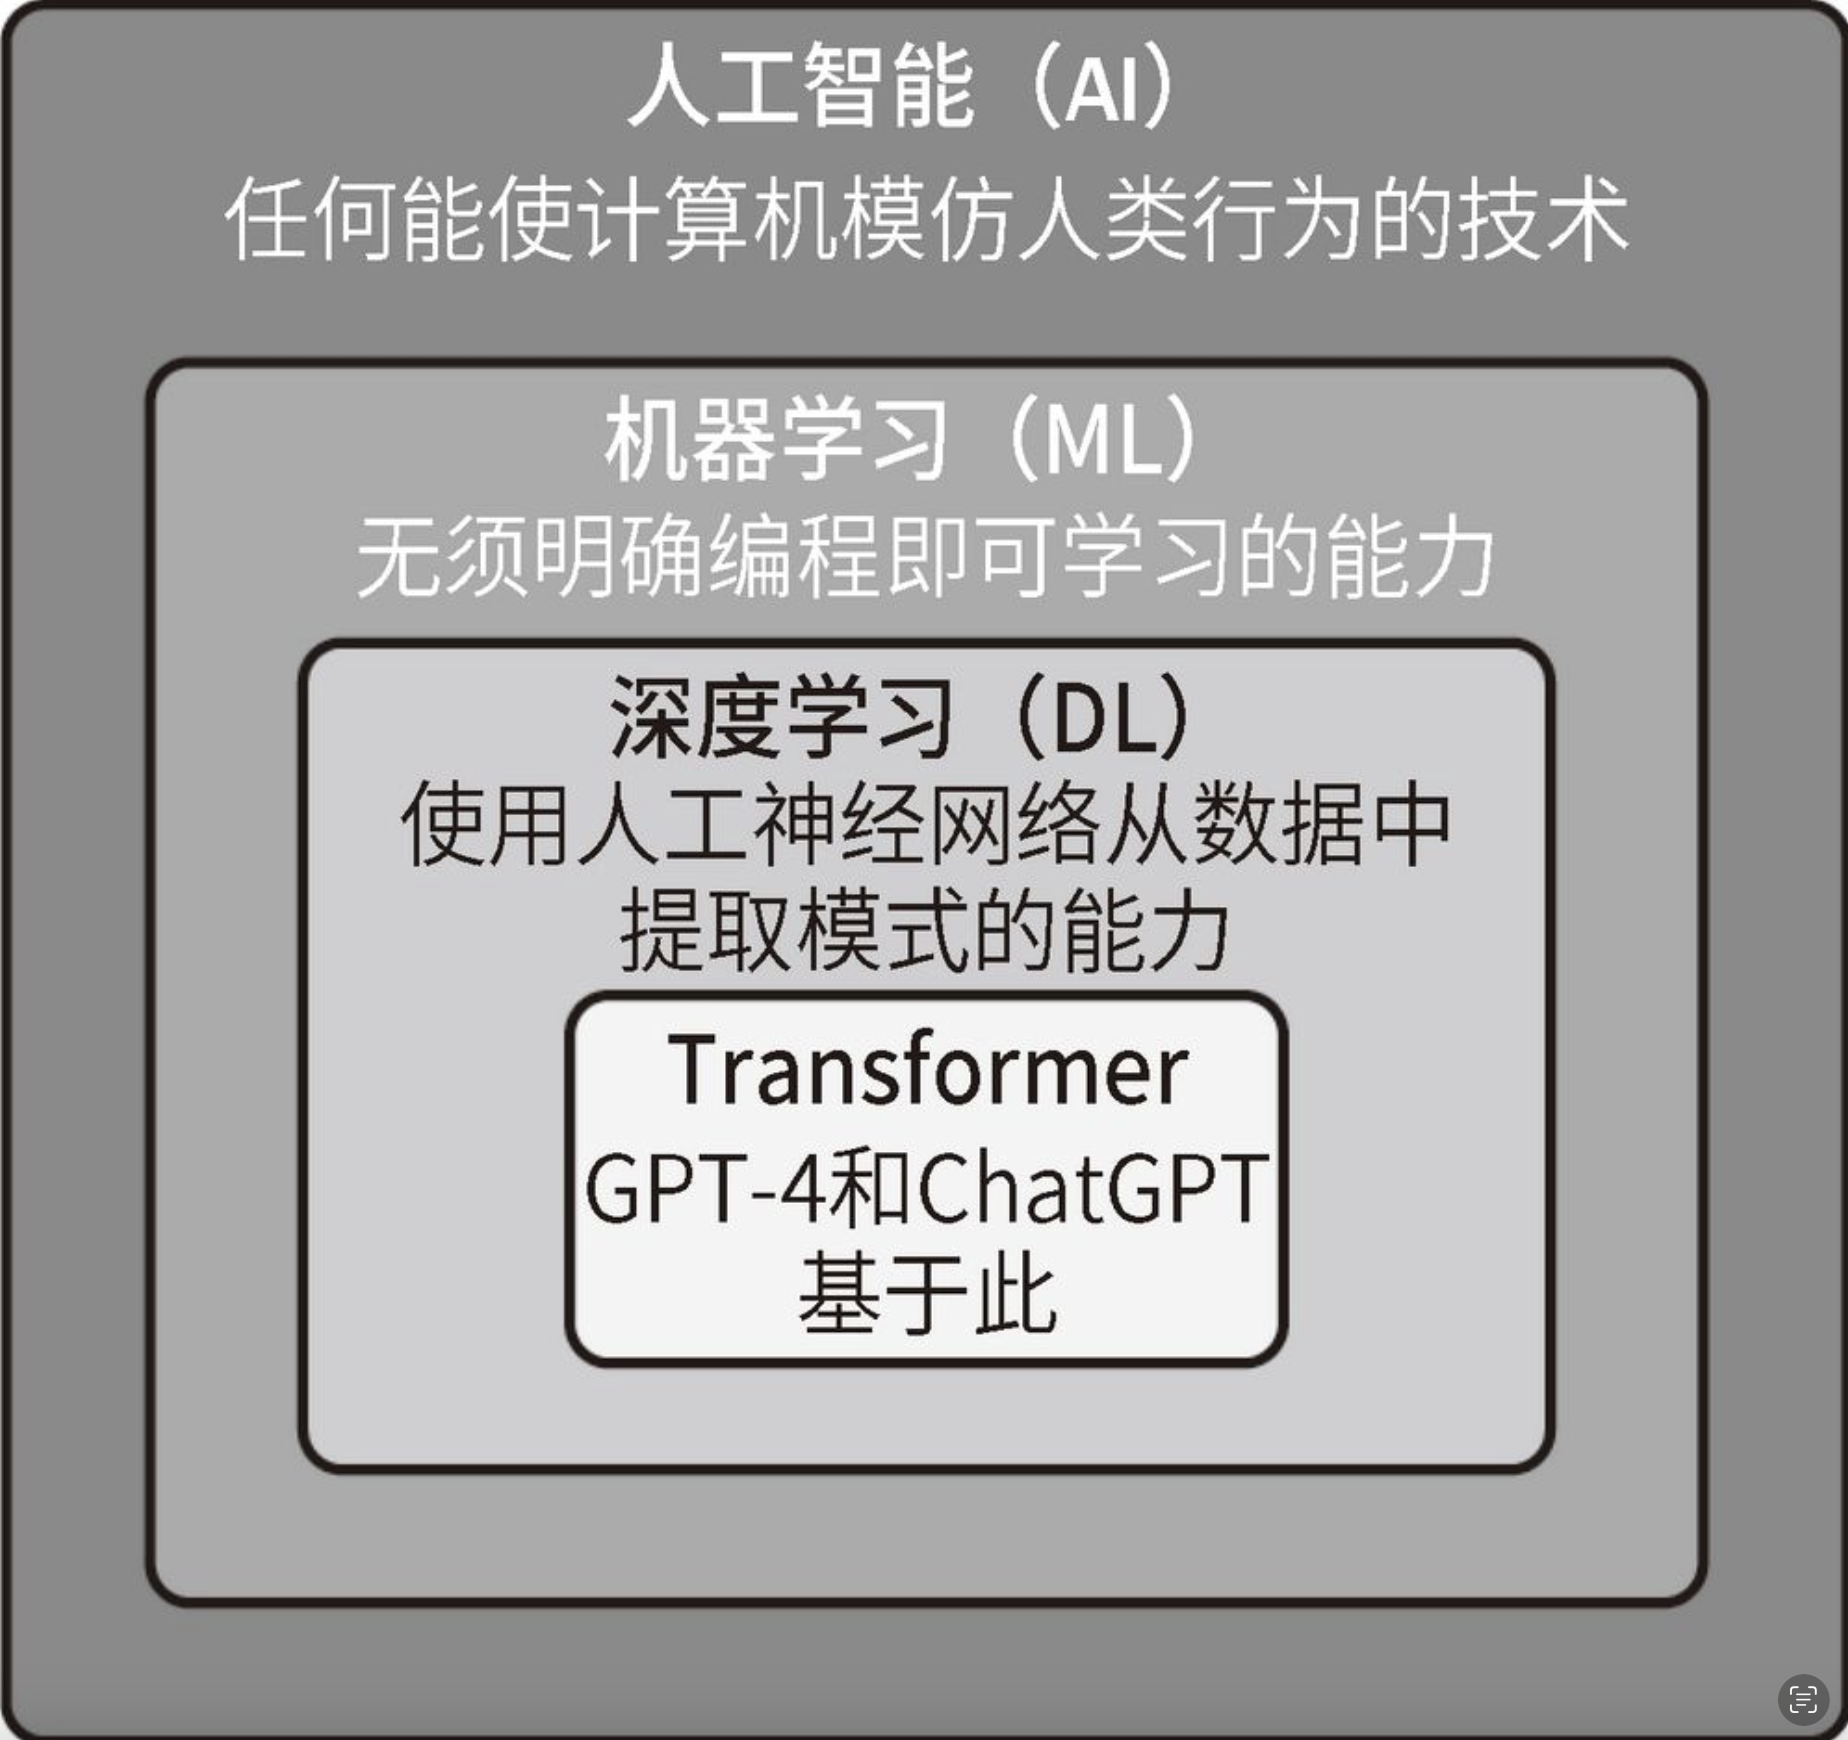 人工智能（AI）
任何能使计算机模仿人类行为的技术
机器学习（ML）
无须明确编程即可学习的能力
深度学习（DL）
使用人工神经网络从数据中
提取模式的能力
Transformer
GPT-4和ChatGPT
基于此